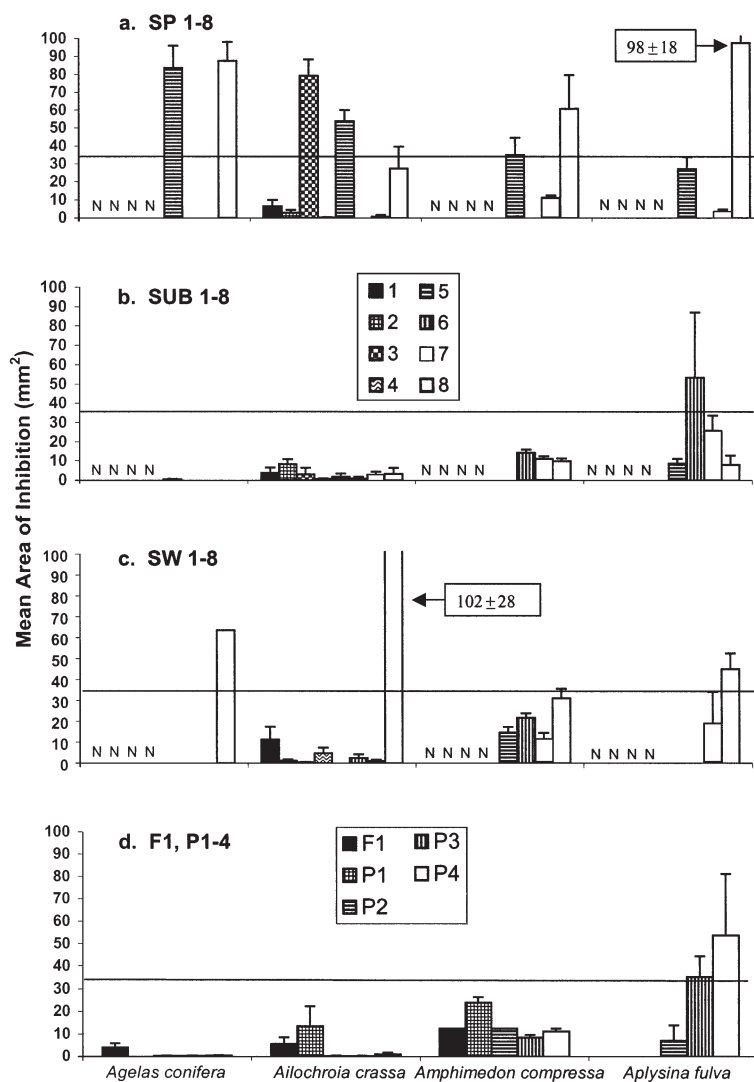 Mean Area of Inhibition (mm²)
a. SP 1-8
98±18
100
90
80
70
60
50
40
30
20
10
0
N N N N
N N N N
N N N N
b. SUB 1-8
100
90
80
70
60
50
40
30
20
10
0
1 5
2 6
3 7
4 8
N N N N
N N N N
N N N N
c. SW 1-8
102±28
100
90
80
70
60
50
40
30
20
10
0
N N N N
N N N N
N N N N
d. F1, P1-4
100
90
80
70
60
50
40
30
20
10
0
F1 P3
P1 P4
P2
Agelas conifera Ailochroia crassa Amphimedon compressa Aplysina fulva